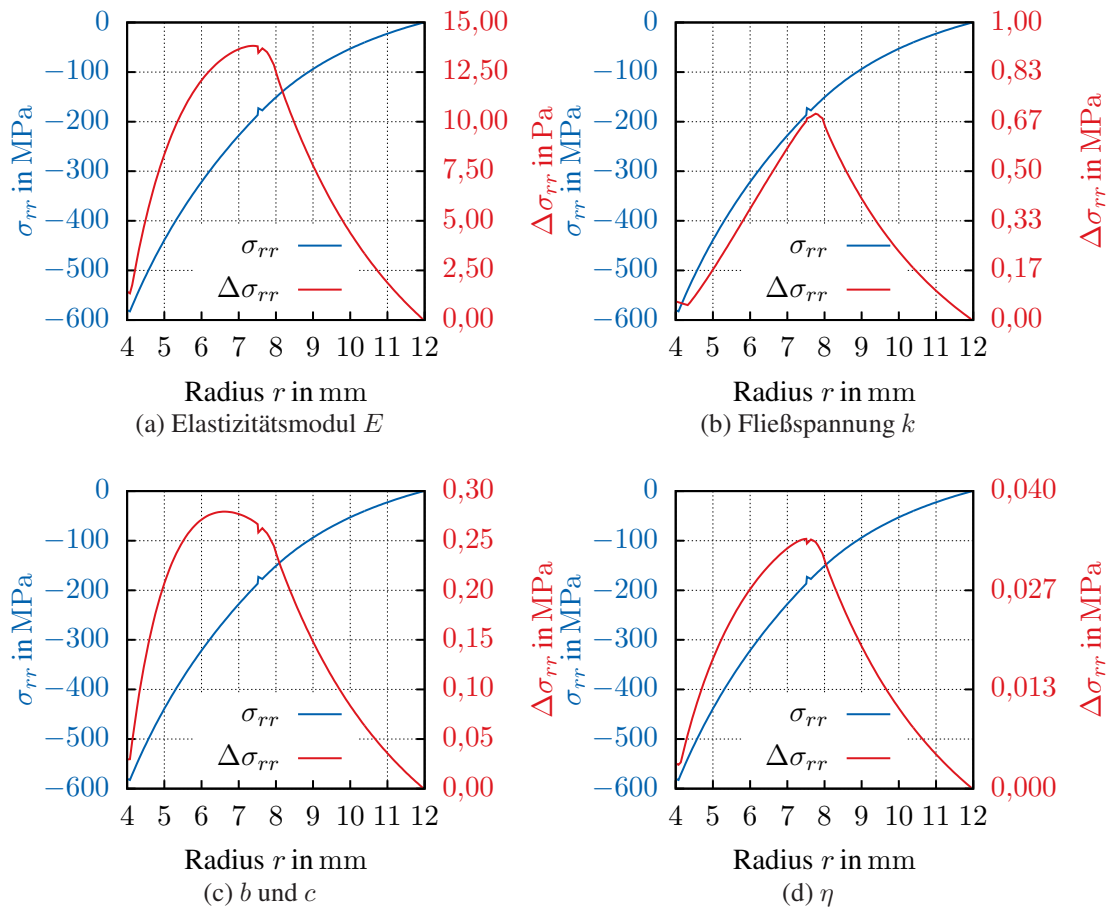 σrr in MPa
0
−100
−200
−300
−400
−500
−600
4 5 6 7 8 9 10 11 12
Radius r in mm
15,00
12,50
10,00
7,50
5,00
2,50
0,00
Δσrr in Pa
σrr
Δσrr
(a) Elastizitätsmodul E
σrr in MPa
0
−100
−200
−300
−400
−500
−600
4 5 6 7 8 9 10 11 12
Radius r in mm
1,00
0,83
0,67
0,50
0,33
0,17
0,00
Δσrr in MPa
σrr
Δσrr
(b) Fließspannung k
σrr in MPa
0
−100
−200
−300
−400
−500
−600
4 5 6 7 8 9 10 11 12
Radius r in mm
0,30
0,25
0,20
0,15
0,10
0,05
0,00
Δσrr in MPa
σrr
Δσrr
(c) b und c
σrr in MPa
0
−100
−200
−300
−400
−500
−600
4 5 6 7 8 9 10 11 12
Radius r in mm
0,040
0,027
0,013
0,000
Δσrr in MPa
σrr
Δσrr
(d) η